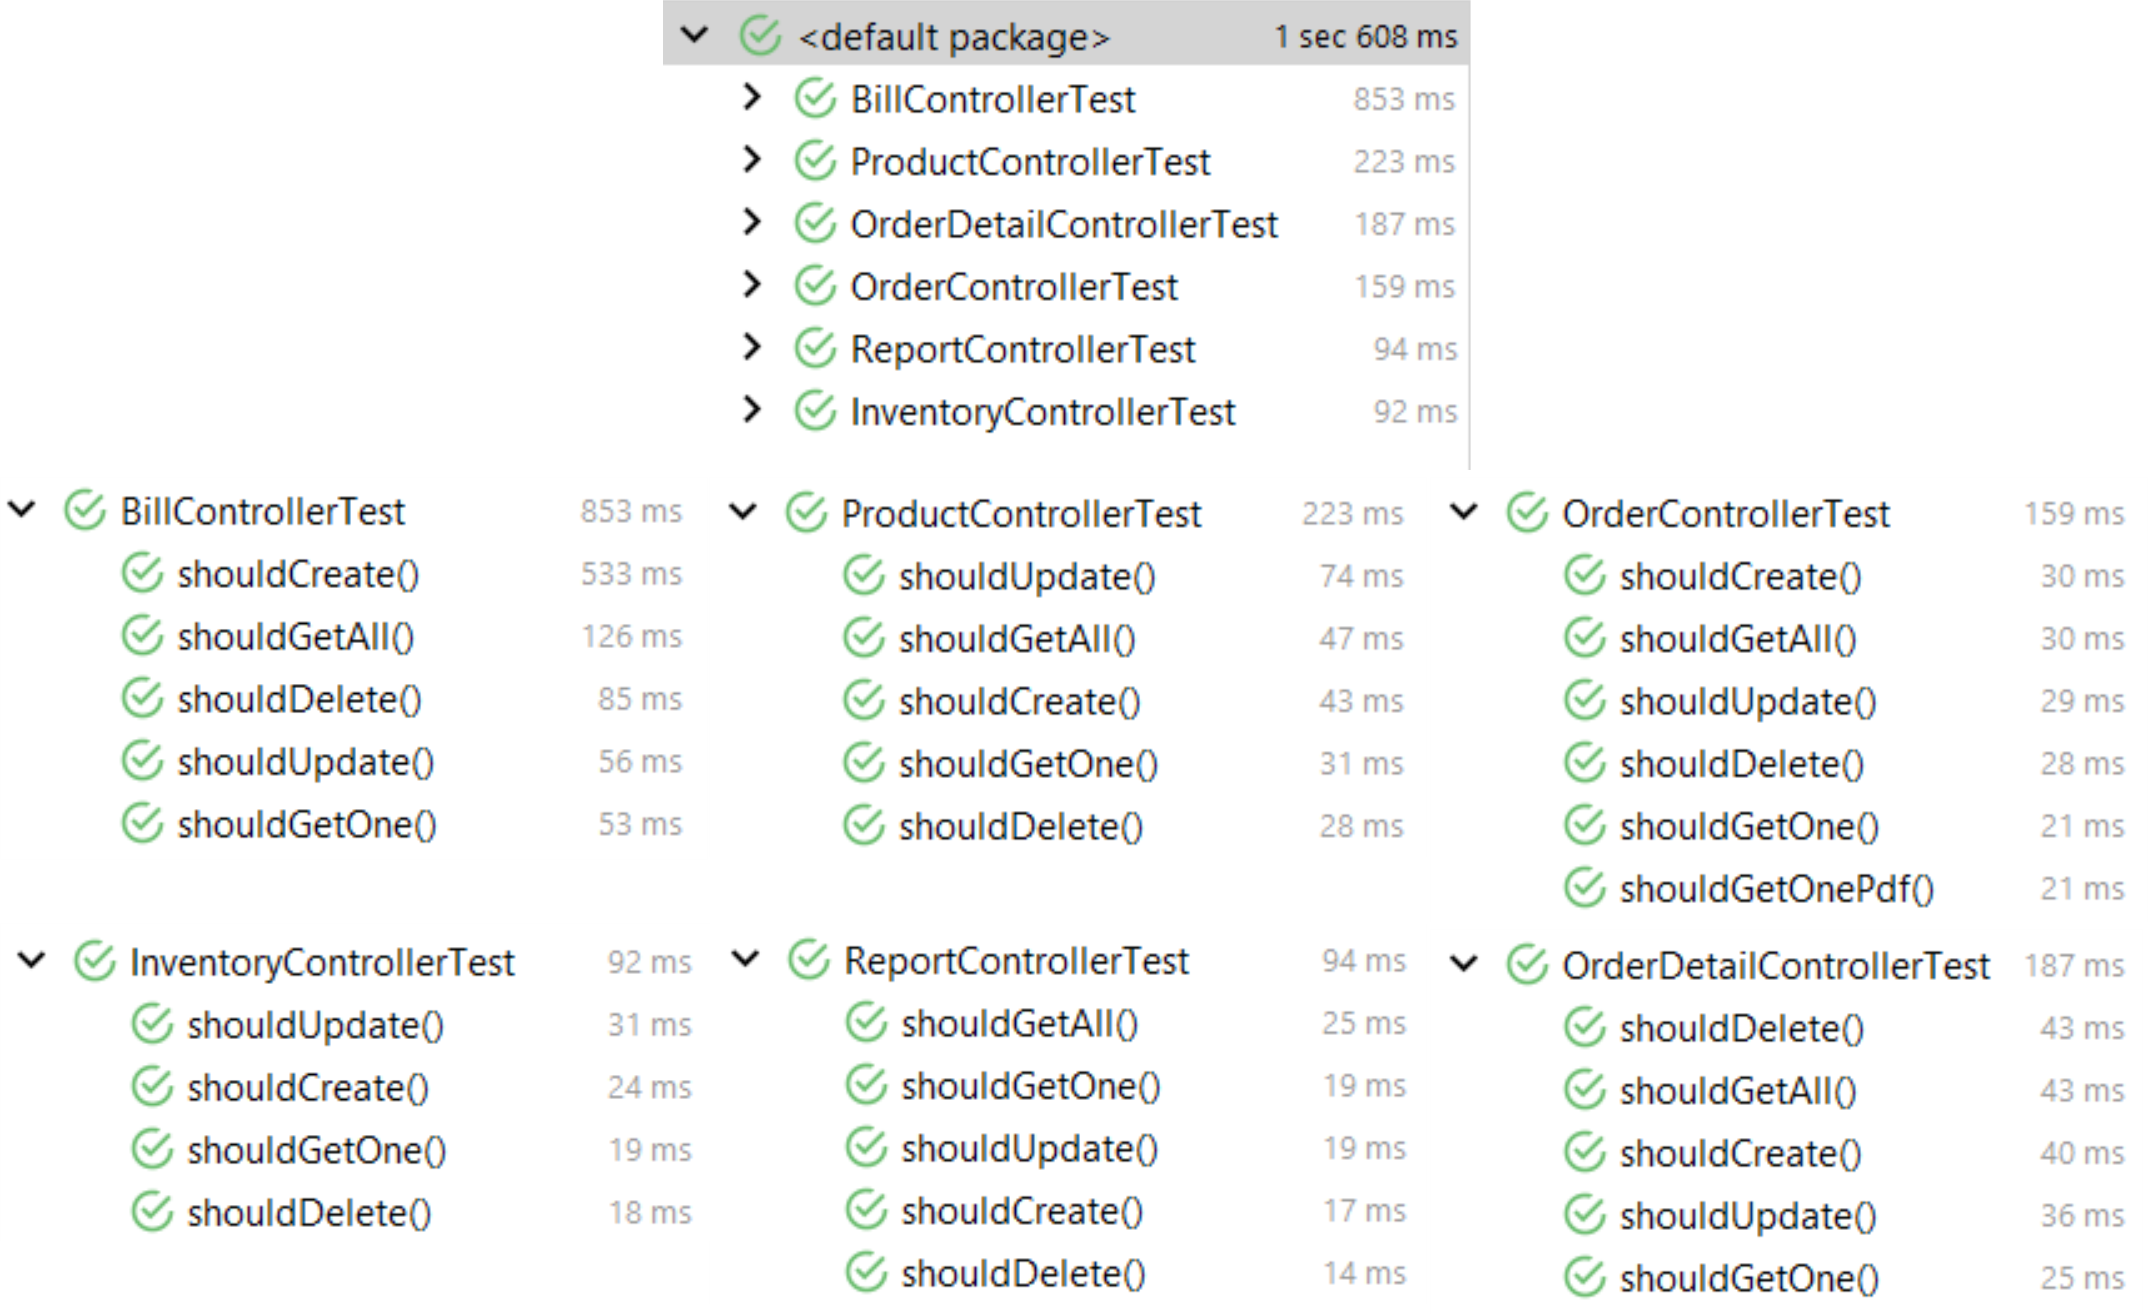 <default package> 1 sec 608 ms
BillControllerTest 853 ms
ProductControllerTest 223 ms
OrderDetailControllerTest 187 ms
OrderControllerTest 159 ms
ReportControllerTest 94 ms
InventoryControllerTest 92 ms
BillControllerTest 853 ms
shouldCreate() 533 ms
shouldGetAll() 126 ms
shouldDelete() 85 ms
shouldUpdate() 56 ms
shouldGetOne() 53 ms
ProductControllerTest 223 ms
shouldUpdate() 74 ms
shouldGetAll() 47 ms
shouldCreate() 43 ms
shouldGetOne() 31 ms
shouldDelete() 28 ms
OrderControllerTest 159 ms
shouldCreate() 30 ms
shouldGetAll() 30 ms
shouldUpdate() 29 ms
shouldDelete() 28 ms
shouldGetOne() 21 ms
shouldGetOnePdf() 21 ms
InventoryControllerTest 92 ms
shouldUpdate() 31 ms
shouldCreate() 24 ms
shouldGetOne() 19 ms
shouldDelete() 18 ms
ReportControllerTest 94 ms
shouldGetAll() 25 ms
shouldGetOne() 19 ms
shouldUpdate() 19 ms
shouldCreate() 17 ms
shouldDelete() 14 ms
OrderDetailControllerTest 187 ms
shouldDelete() 43 ms
shouldGetAll() 43 ms
shouldCreate() 40 ms
shouldUpdate() 36 ms
shouldGetOne() 25 ms